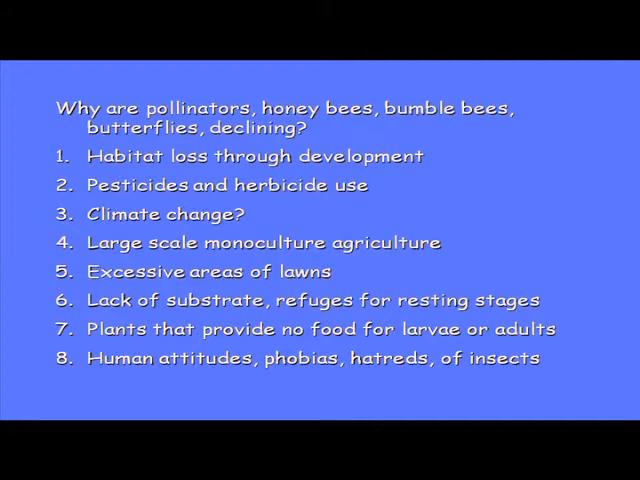 Why are pollinators, honey bees, bumble bees,
butterflies, declining?
1. Habitat loss through development
2. Pesticides and herbicide use
3. Climate change?
4. Large scale monoculture agriculture
5. Excessive areas of lawns
6. Lack of substrate, refuges for resting stages
7. Plants that provide no food for larvae or adults
8. Human attitudes, phobias, hatreds, of insects